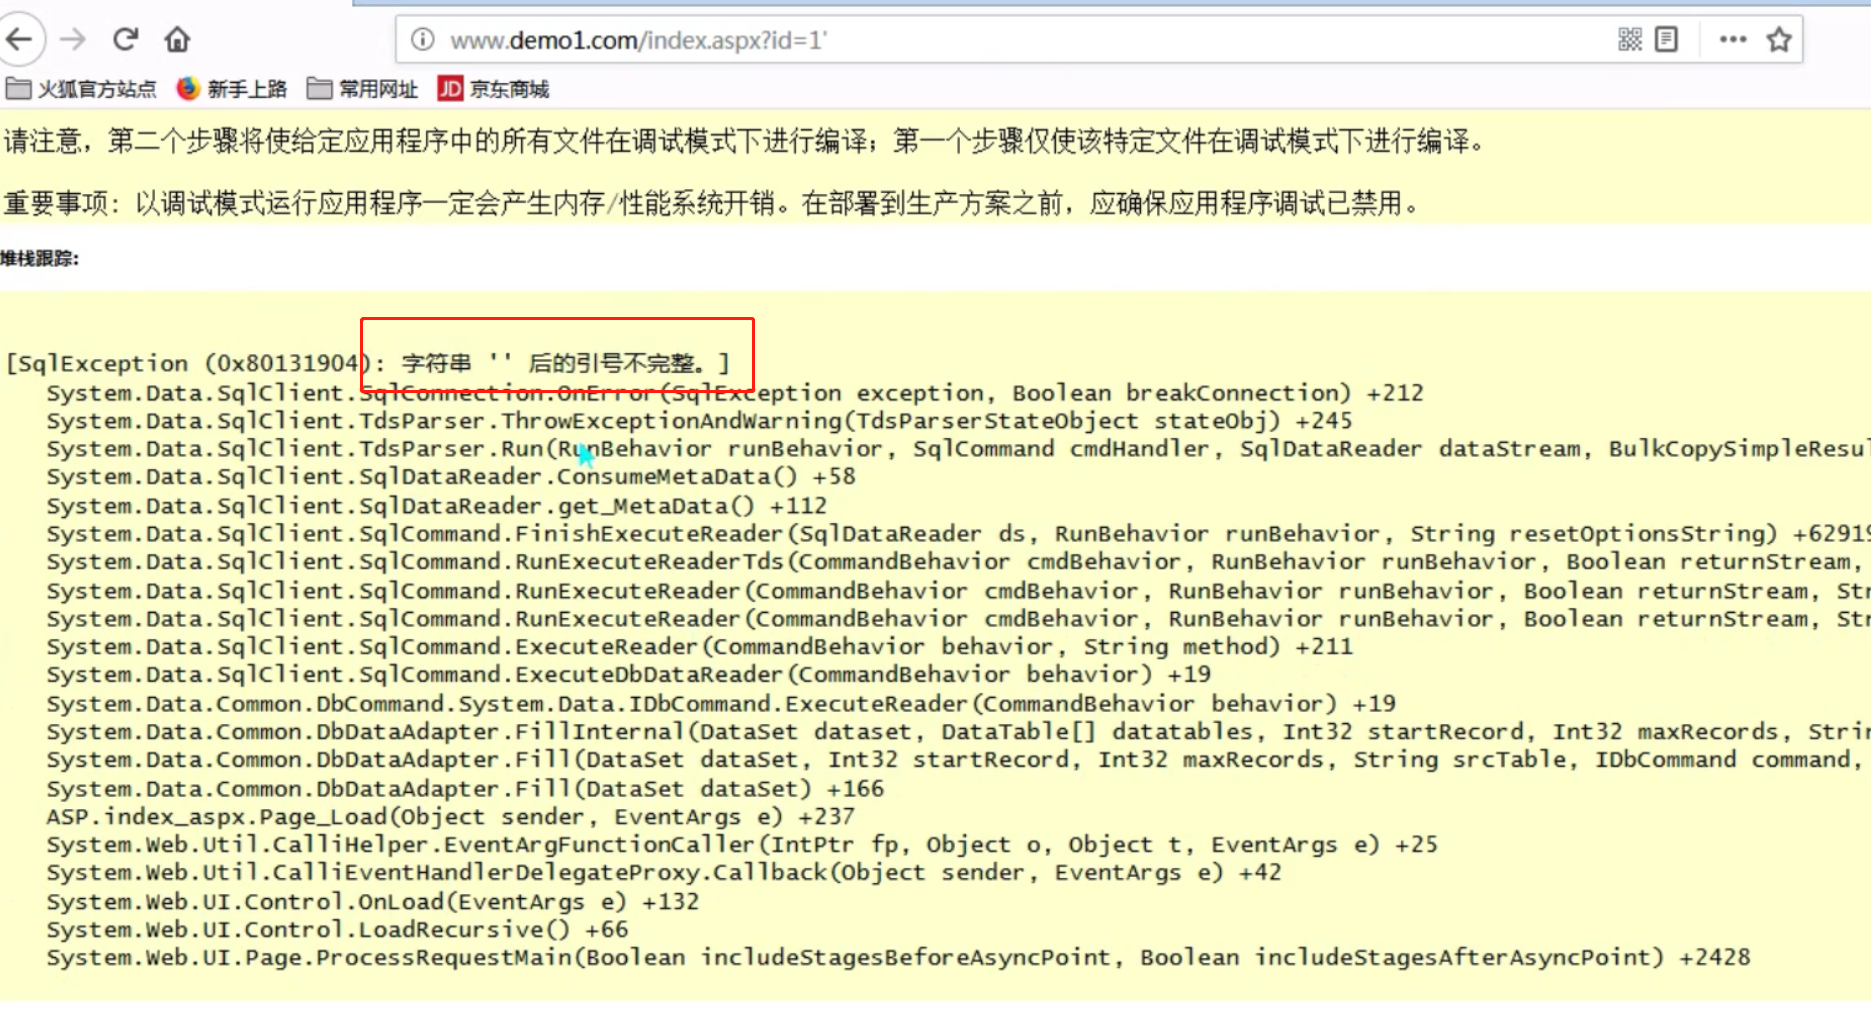 www.demo1.com/index.aspx?id=1'
火狐官方站点 新手上路 常用网址 JD 京东商城
请注意，第二个步骤将使给定应用程序中的所有文件在调试模式下进行编译；第一个步骤仅使该特定文件在调试模式下进行编译。
重要事项: 以调试模式运行应用程序一定会产生内存/性能系统开销。在部署到生产方案之前，应确保应用程序调试已禁用。
堆栈跟踪:
[SqlException (0x80131904): 字符串 '' 后的引号不完整。]
System.Data.SqlClient.SqlConnection.OnError(SqlException exception, Boolean breakConnection) +212
System.Data.SqlClient.TdsParser.ThrowExceptionAndWarning(TdsParserStateObject stateObj) +245
System.Data.SqlClient.TdsParser.Run(RunBehavior runBehavior, SqlCommand cmdHandler, SqlDataReader dataStream, BulkCopySimpleResul
System.Data.SqlClient.SqlDataReader.ConsumeMetaData() +58
System.Data.SqlClient.SqlDataReader.get_MetaData() +112
System.Data.SqlClient.SqlCommand.FinishExecuteReader(SqlDataReader ds, RunBehavior runBehavior, String resetOptionsString) +62919
System.Data.SqlClient.SqlCommand.RunExecuteReaderTds(CommandBehavior cmdBehavior, RunBehavior runBehavior, Boolean returnStream,
System.Data.SqlClient.SqlCommand.RunExecuteReader(CommandBehavior cmdBehavior, RunBehavior runBehavior, Boolean returnStream, Str
System.Data.SqlClient.SqlCommand.RunExecuteReader(CommandBehavior cmdBehavior, RunBehavior runBehavior, Boolean returnStream, Str
System.Data.SqlClient.SqlCommand.ExecuteReader(CommandBehavior behavior, String method) +211
System.Data.SqlClient.SqlCommand.ExecuteDbDataReader(CommandBehavior behavior) +19
System.Data.Common.DbCommand.System.Data.IDbCommand.ExecuteReader(CommandBehavior behavior) +19
System.Data.Common.DbDataAdapter.FillInternal(DataSet dataset, DataTable[] datatables, Int32 startRecord, Int32 maxRecords, Strin
System.Data.Common.DbDataAdapter.Fill(DataSet dataSet, Int32 startRecord, Int32 maxRecords, String srcTable, IDbCommand command,
System.Data.Common.DbDataAdapter.Fill(DataSet dataSet) +166
ASP.index_aspx.Page_Load(Object sender, EventArgs e) +237
System.Web.Util.CalliHelper.EventArgFunctionCaller(IntPtr fp, Object o, Object t, EventArgs e) +25
System.Web.Util.CalliEventHandlerDelegateProxy.Callback(Object sender, EventArgs e) +42
System.Web.UI.Control.OnLoad(EventArgs e) +132
System.Web.UI.Control.LoadRecursive() +66
System.Web.UI.Page.ProcessRequestMain(Boolean includeStagesBeforeAsyncPoint, Boolean includeStagesAfterAsyncPoint) +2428